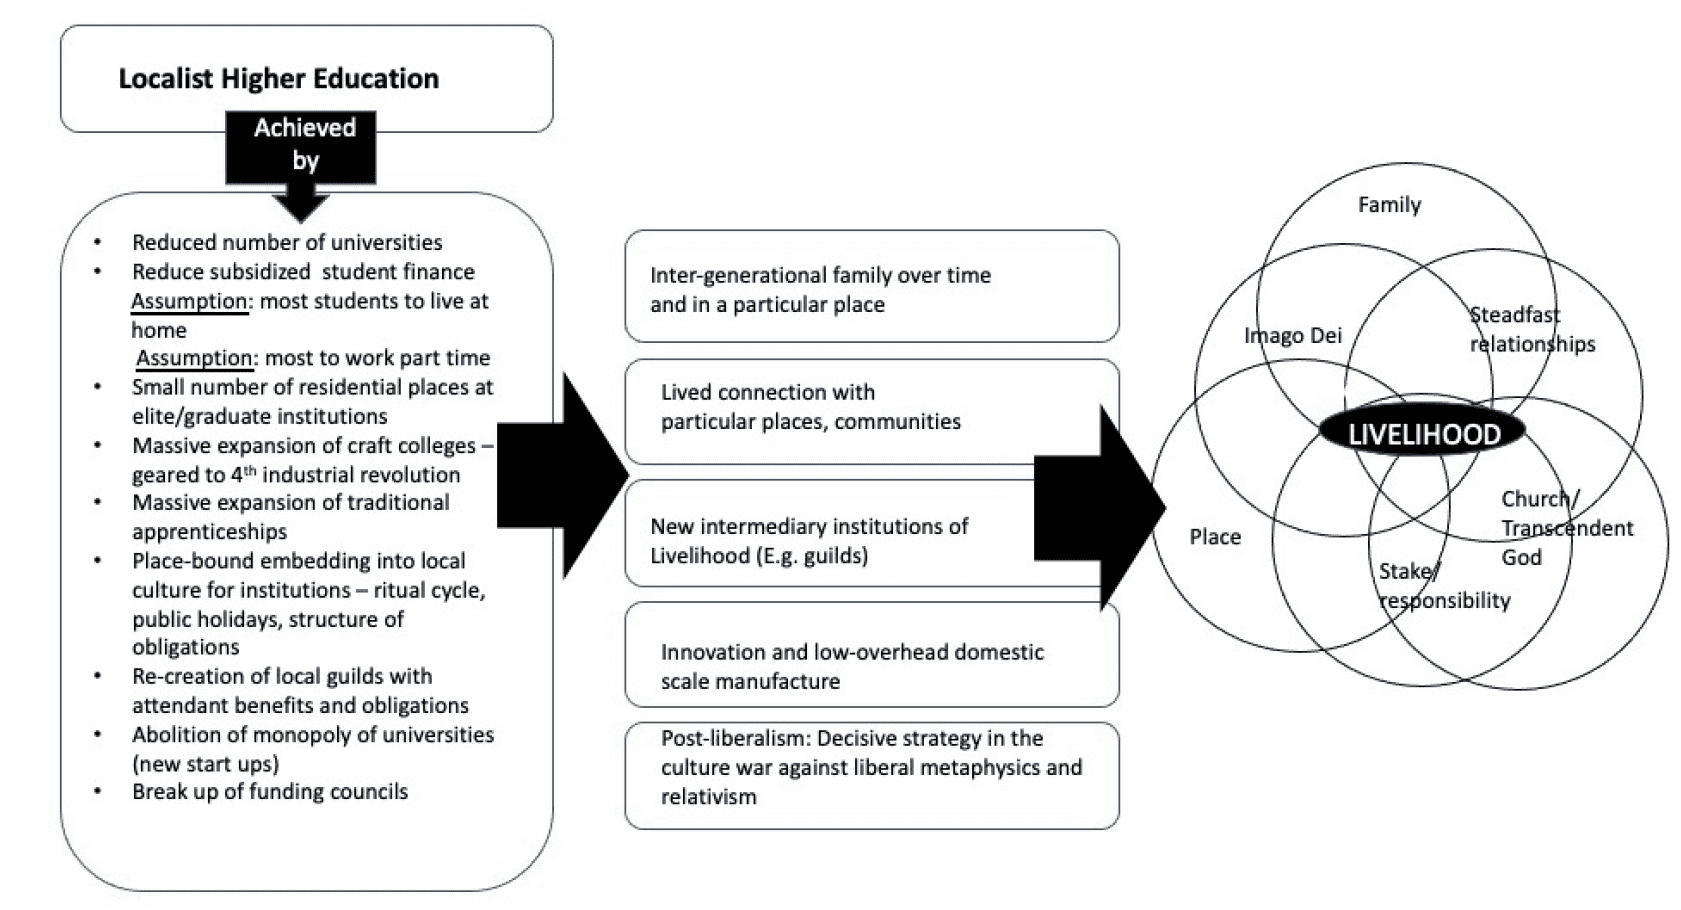 Localist Higher Education
Achieved
by
• Reduced number of universities
• Reduce subsidized student finance
Assumption: most students to live at
home
Assumption: most to work part time
• Small number of residential places at
elite/graduate institutions
• Massive expansion of craft colleges –
geared to 4th industrial revolution
• Massive expansion of traditional
apprenticeships
• Place-bound embedding into local
culture for institutions – ritual cycle,
public holidays, structure of
obligations
• Re-creation of local guilds with
attendant benefits and obligations
• Abolition of monopoly of universities
(new start ups)
• Break up of funding councils
Inter-generational family over time
and in a particular place
Lived connection with
particular places, communities
New intermediary institutions of
Livelihood (E.g. guilds)
Innovation and low-overhead domestic
scale manufacture
Post-liberalism: Decisive strategy in the
culture war against liberal metaphysics and
relativism
Family
Steadfast
relationships
Imago Dei
LIVELIHOOD
Church/
Transcendent
God
Place
Stake/
responsibility